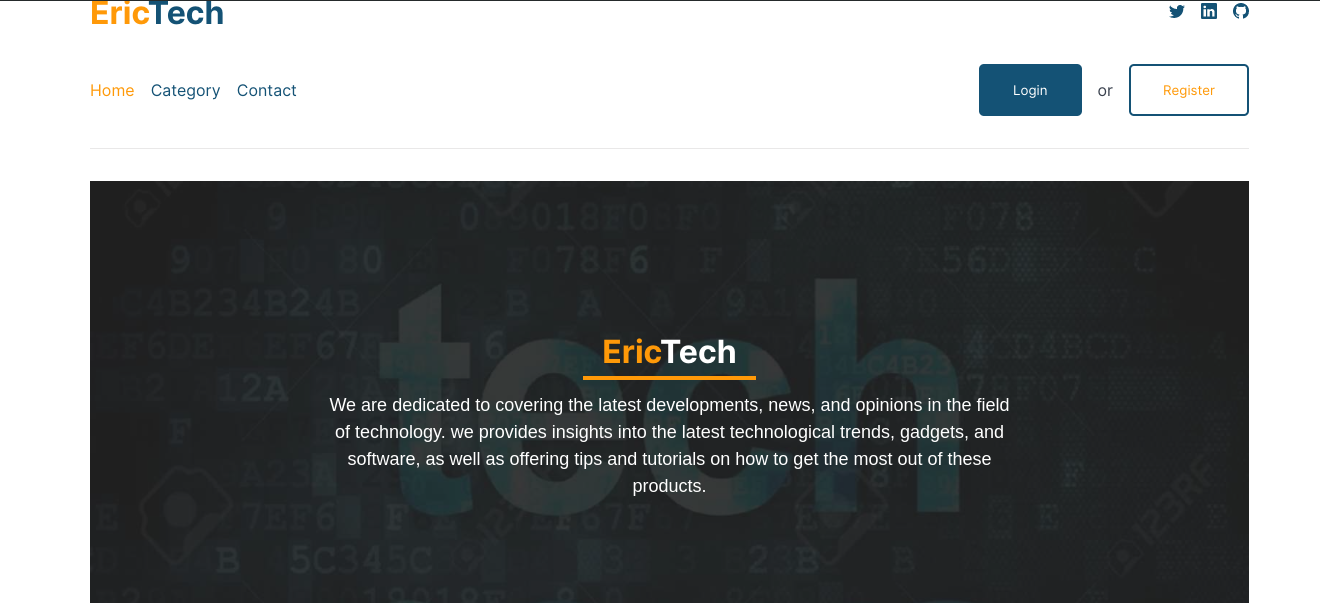 EricTech
Home Category Contact
Login or Register
tech
EricTech
We are dedicated to covering the latest developments, news, and opinions in the field
of technology. we provides insights into the latest technological trends, gadgets, and
software, as well as offering tips and tutorials on how to get the most out of these
products.
123RF